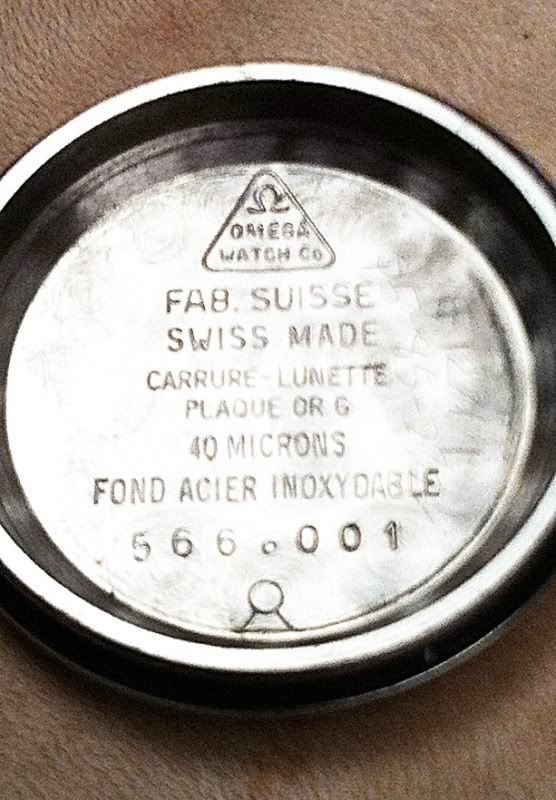 Ω
OMEGA
WATCH Co
FAB. SUISSE
SWISS MADE
CARRURE-LUNETTE
PLAQUE OR G
40 MICRONS
FOND ACIER INOXYDABLE
566.001